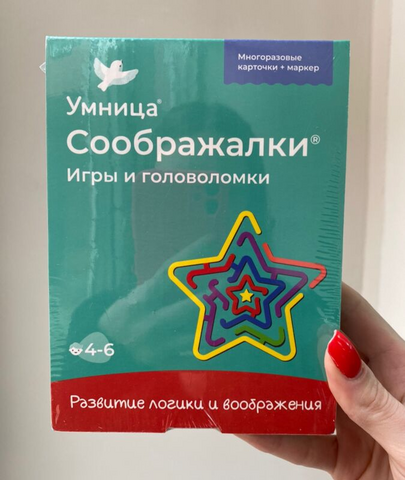 Многоразовые
карточки + маркер
Умница®
Соображалки®
Игры и головоломки
4-6
Развитие логики и воображения